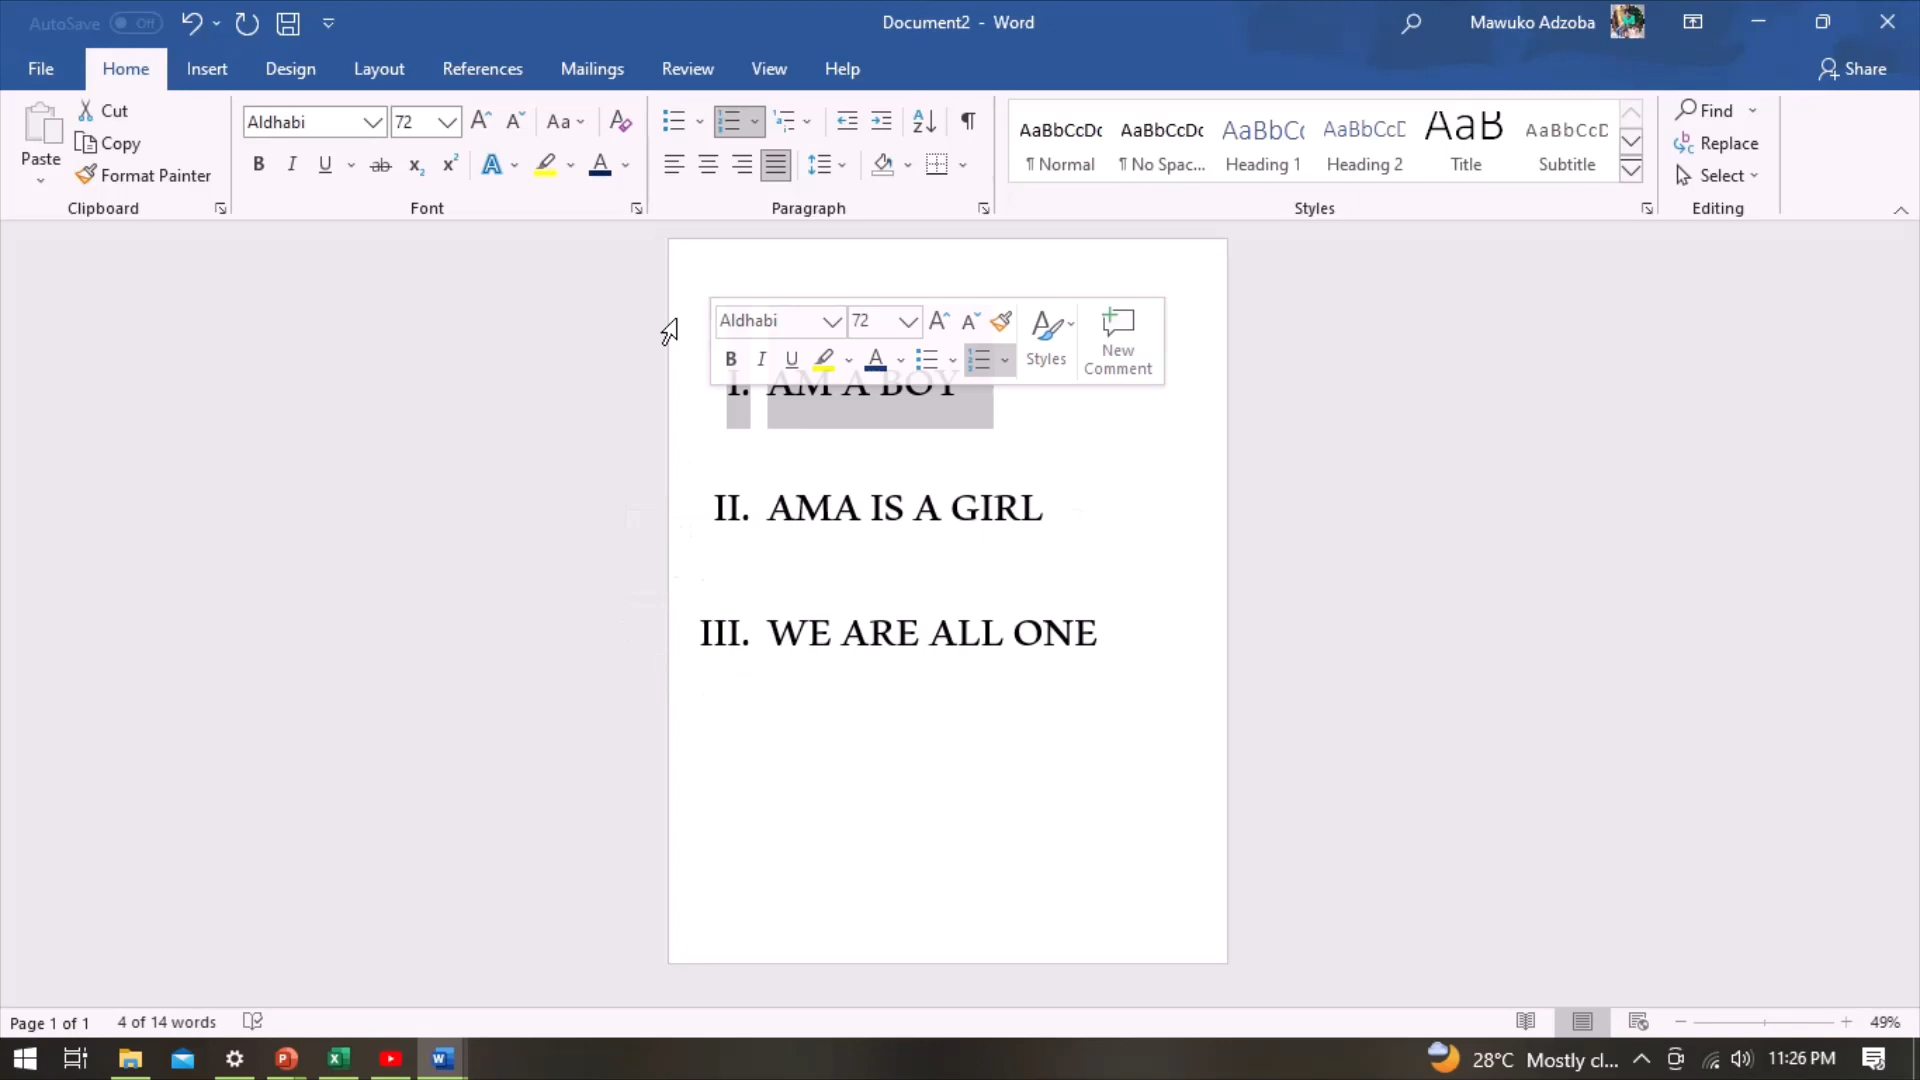 AutoSave Off
Document2 - Word
Mawuko Adzoba
File Home Insert Design Layout References Mailings Review View Help
Share
Paste
Cut
Copy
Format Painter
Clipboard
Aldhabi 72
Font
Paragraph
AaBbCcDc AaBbCcDc AaBbCc AaBbCcD AaB AaBbCcD
¶ Normal ¶ No Spac... Heading 1 Heading 2 Title Subtitle
Styles
Find
Replace
Select
Editing
Aldhabi 72
B I U
Styles
New
Comment
I. AM A BOY
II. AMA IS A GIRL
III. WE ARE ALL ONE
Page 1 of 1 4 of 14 words
49%
28°C Mostly cl... 11:26 PM